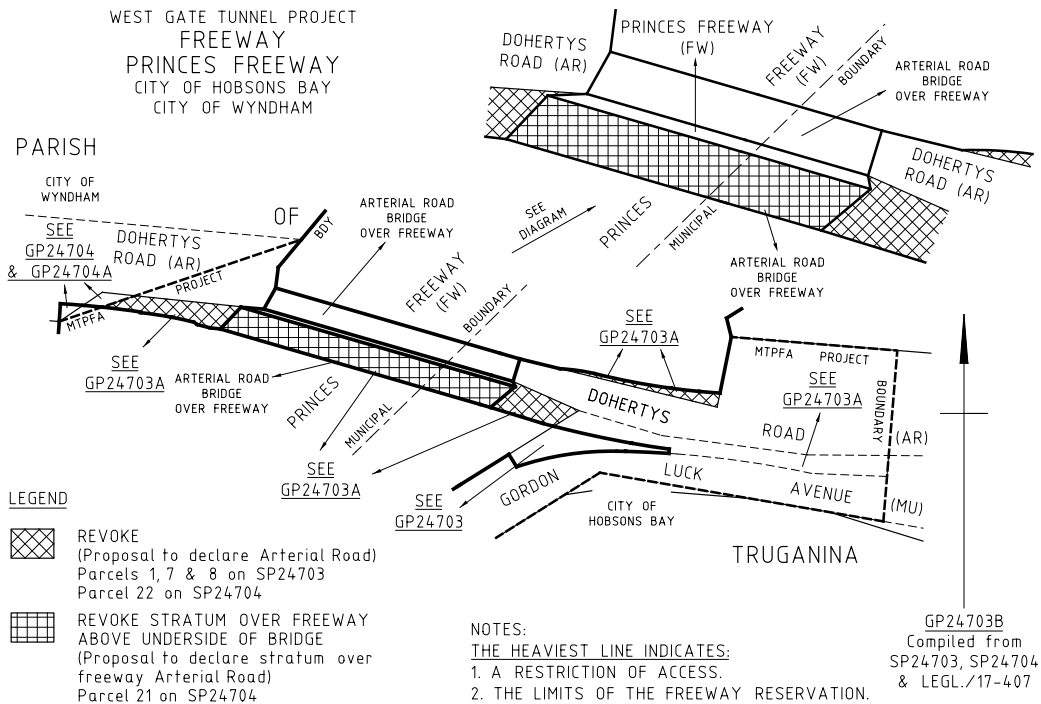 WEST GATE TUNNEL PROJECT
FREEWAY
PRINCES FREEWAY
CITY OF HOBSONS BAY
CITY OF WYNDHAM
DOHERTYS
ROAD (AR)
PRINCES FREEWAY
(FW)
FREEWAY
(FW)
BOUNDARY
ARTERIAL ROAD
BRIDGE
OVER FREEWAY
DOHERTYS
ROAD (AR)
PRINCES
MUNICIPAL
ARTERIAL ROAD
BRIDGE
OVER FREEWAY
PARISH
CITY OF
WYNDHAM
OF
BDY
SEE
GP24704
& GP24704A
DOHERTYS
ROAD (AR)
PROJECT
MTPFA
ARTERIAL ROAD
BRIDGE
OVER FREEWAY
SEE
DIAGRAM
FREEWAY
(FW)
BOUNDARY
SEE
GP24703A
MTPFA PROJECT
SEE
GP24703A
BOUNDARY
SEE
GP24703A
ARTERIAL ROAD
BRIDGE
OVER FREEWAY
PRINCES
MUNICIPAL
DOHERTYS
ROAD
(AR)
SEE
GP24703A
SEE
GP24703
GORDON
LUCK
AVENUE
(MU)
CITY OF
HOBSONS BAY
TRUGANINA
LEGEND
REVOKE
(Proposal to declare Arterial Road)
Parcels 1, 7 & 8 on SP24703
Parcel 22 on SP24704
REVOKE STRATUM OVER FREEWAY
ABOVE UNDERSIDE OF BRIDGE
(Proposal to declare stratum over
freeway Arterial Road)
Parcel 21 on SP24704
NOTES:
THE HEAVIEST LINE INDICATES:
1. A RESTRICTION OF ACCESS.
2. THE LIMITS OF THE FREEWAY RESERVATION.
GP24703B
Compiled from
SP24703, SP24704
& LEGL./17-407